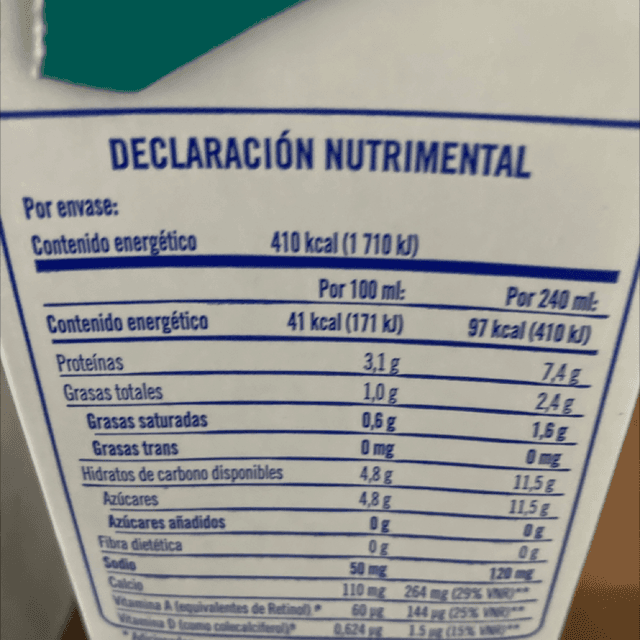 DECLARACIÓN NUTRIMENTAL
Por envase:
Contenido energético 410 kcal (1 710 kJ)
Por 100 ml: Por 240 ml:
Contenido energético 41 kcal (171 kJ) 97 kcal (410 kJ)
Proteínas 3,1 g 7,4 g
Grasas totales 1,0 g 2,4 g
Grasas saturadas 0,6 g 1,6 g
Grasas trans 0 mg 0 mg
Hidratos de carbono disponibles 4,8 g 11,5 g
Azúcares 4,8 g 11,5 g
Azúcares añadidos 0 g 0 g
Fibra dietética 0 g 0 g
Sodio 50 mg 120 mg
Calcio 110 mg 264 mg (29% VNR)**
Vitamina A (equivalentes de Retinol)* 60 µg 144 µg (25% VNR)**
Vitamina D (como colecalciferol)* 0,624 µg 1.5 µg (15% VNR)**